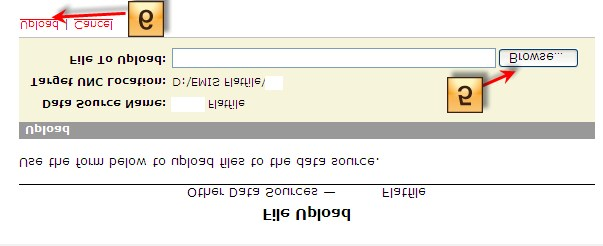 File Upload
Other Data Sources — Flatfile
Use the form below to upload files to the data source.
Upload
Data Source Name: Flatfile
Target UNC Location: D:\EMIS Flatfile\
File To Upload: Browse...
5
Upload / Cancel
6